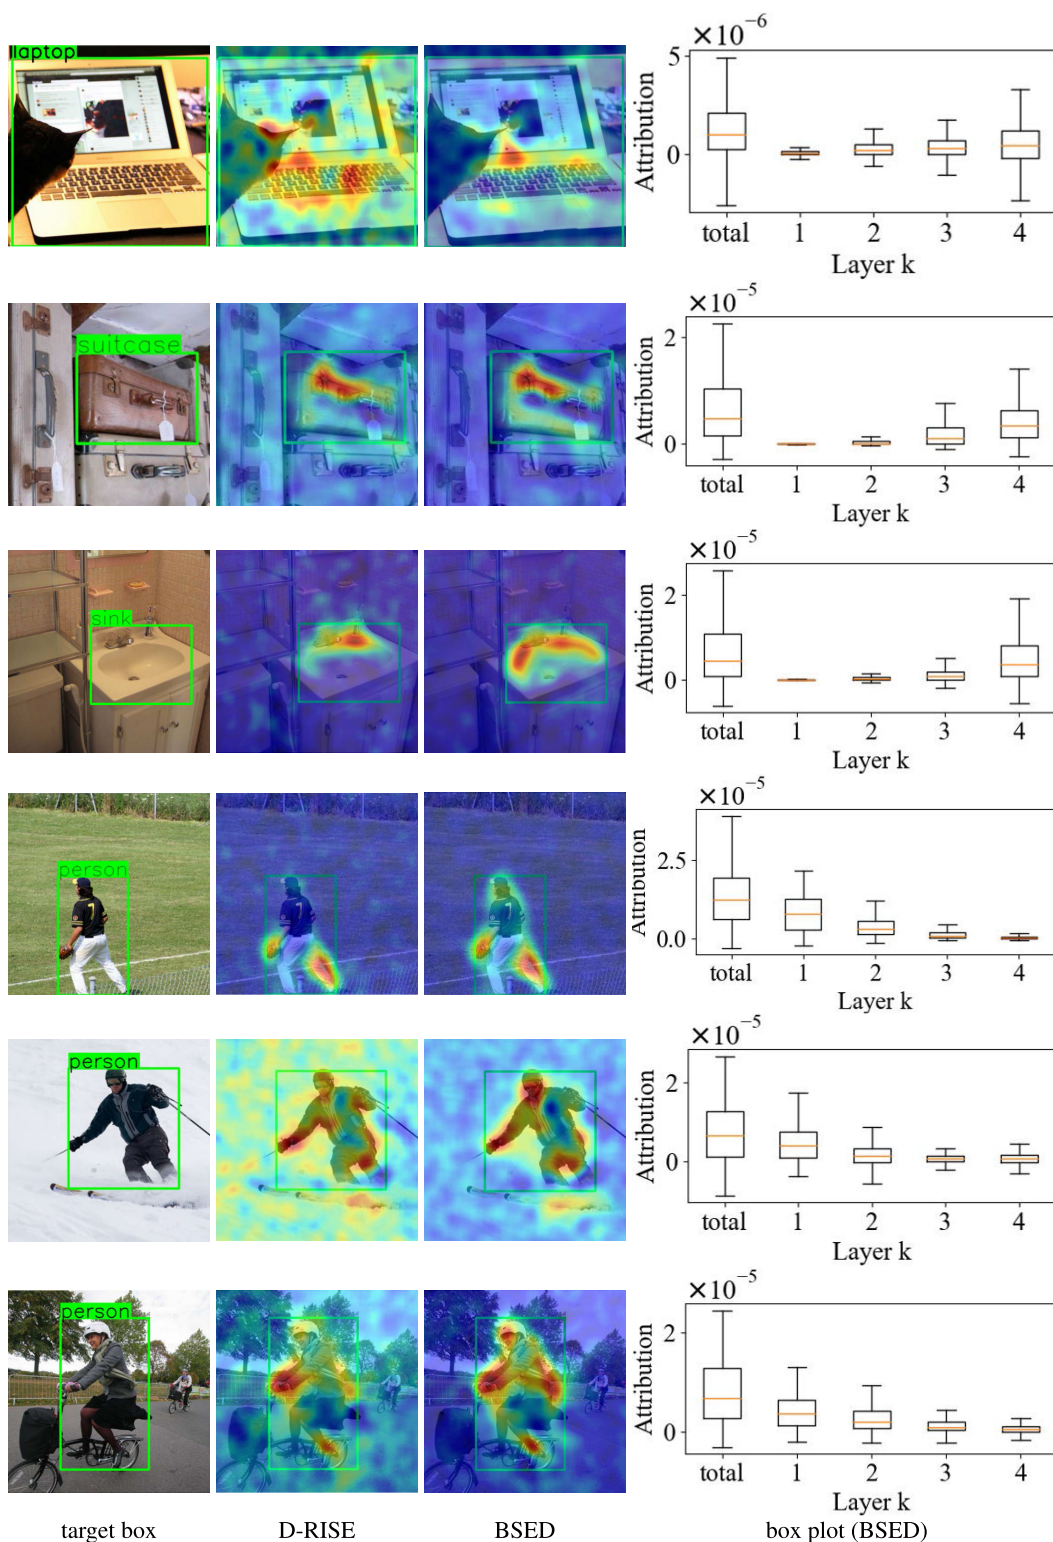 laptop
×10−6
5
0
Attribution
total 1 2 3 4
Layer k
suitcase
×10−5
2
0
Attribution
total 1 2 3 4
Layer k
sink
×10−5
2
0
Attribution
total 1 2 3 4
Layer k
person
7
×10−5
2.5
0.0
Attribution
total 1 2 3 4
Layer k
person
×10−5
2
0
Attribution
total 1 2 3 4
Layer k
person
×10−5
2
0
Attribution
total 1 2 3 4
Layer k
target box D-RISE BSED box plot (BSED)